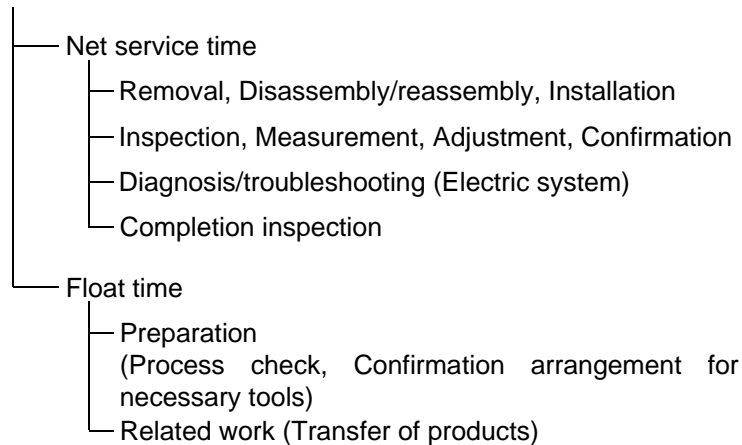 Net service time
Removal, Disassembly/reassembly, Installation
Inspection, Measurement, Adjustment, Confirmation
Diagnosis/troubleshooting (Electric system)
Completion inspection
Float time
Preparation
(Process check, Confirmation arrangement for
necessary tools)
Related work (Transfer of products)